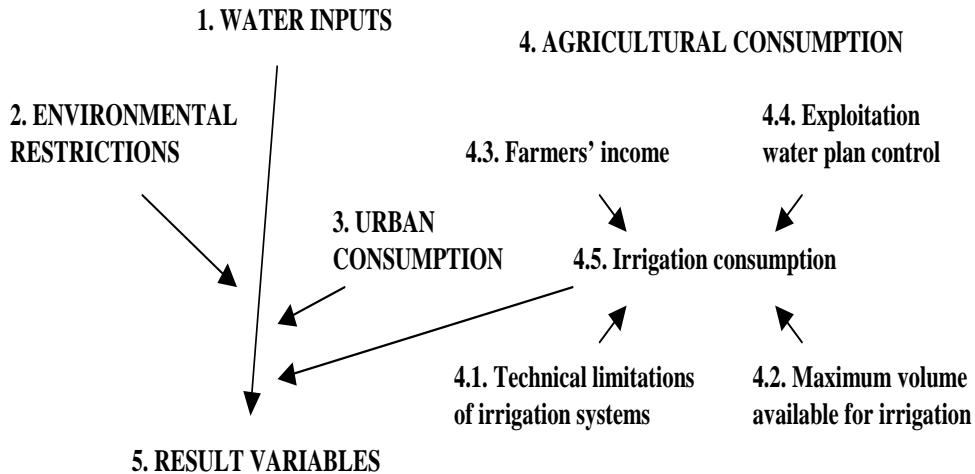 1. WATER INPUTS
4. AGRICULTURAL CONSUMPTION
2. ENVIRONMENTAL
RESTRICTIONS
4.3. Farmers' income
4.4. Exploitation
water plan control
3. URBAN
CONSUMPTION
4.5. Irrigation consumption
4.1. Technical limitations
of irrigation systems
4.2. Maximum volume
available for irrigation
5. RESULT VARIABLES